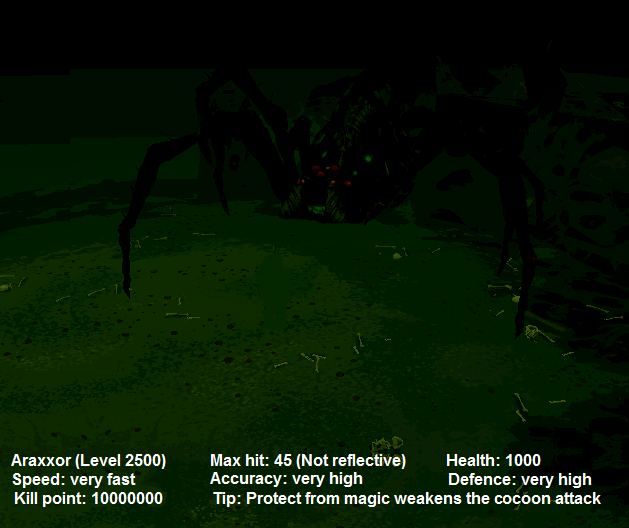 Araxxor (Level 2500) Max hit: 45 (Not reflective) Health: 1000
Speed: very fast Accuracy: very high Defence: very high
Kill point: 10000000 Tip: Protect from magic weakens the cocoon attack